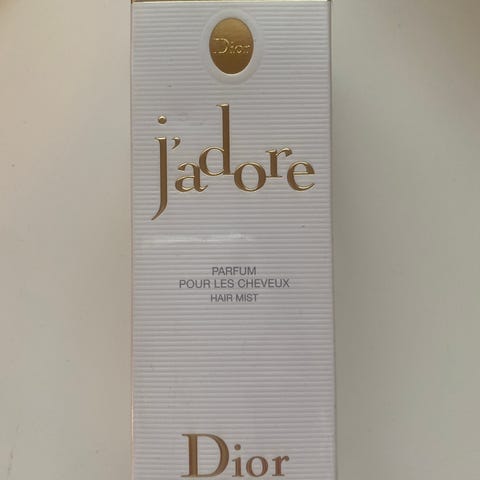 Dior
j'adore
PARFUM
POUR LES CHEVEUX
HAIR MIST
Dior